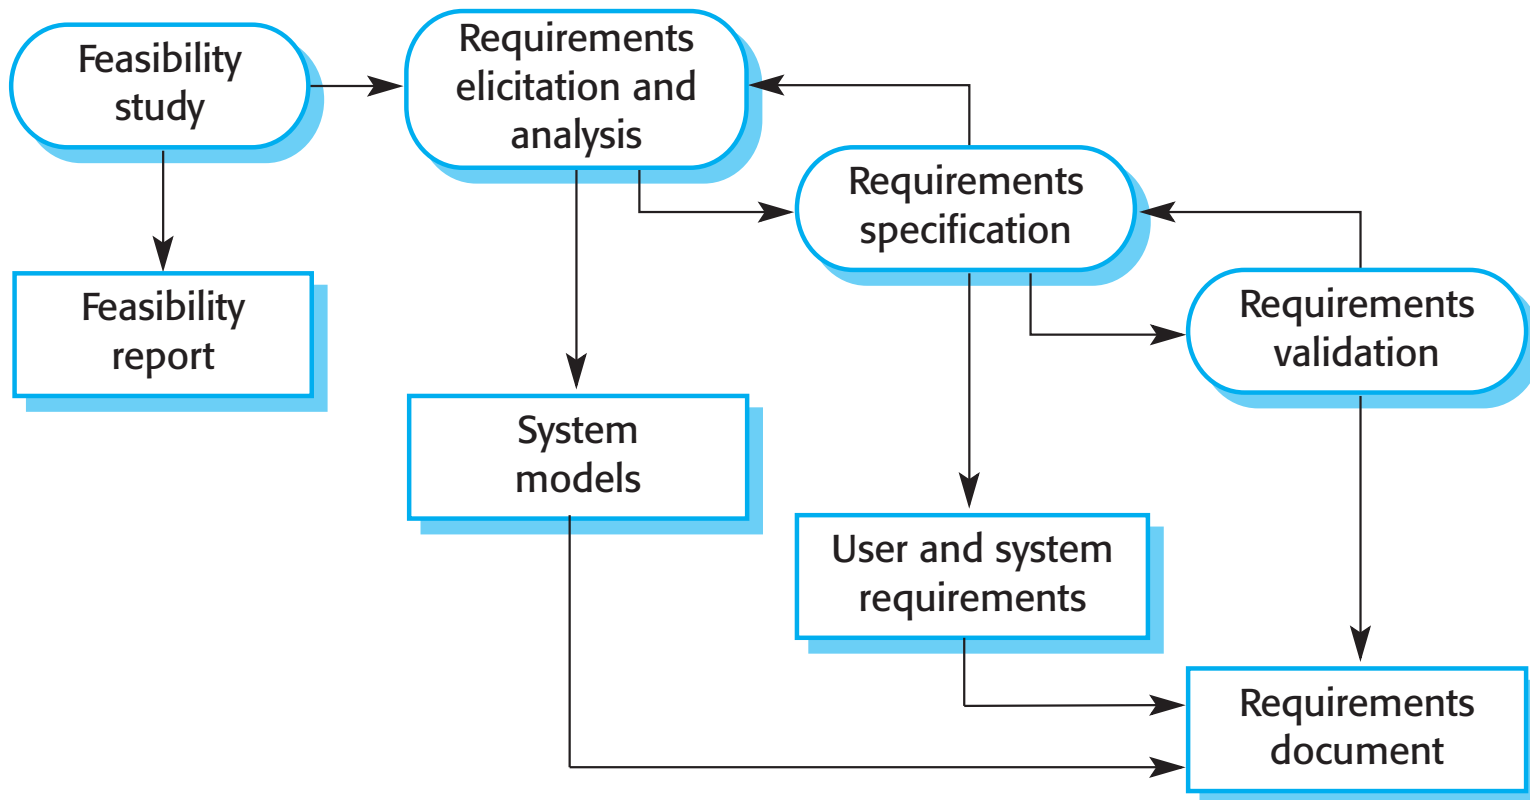 Feasibility
study
Requirements
elicitation and
analysis
Requirements
specification
Requirements
validation
Feasibility
report
System
models
User and system
requirements
Requirements
document